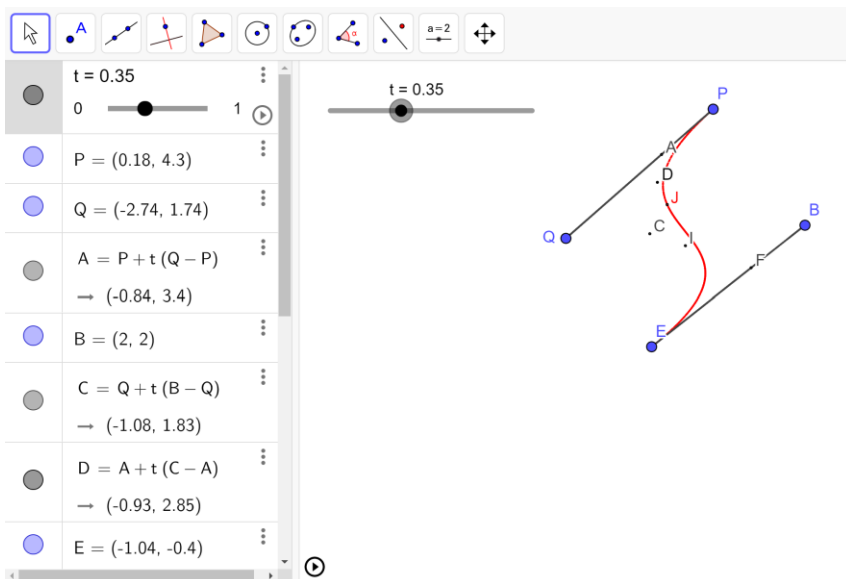 A
α
a=2
t = 0.35
0
1
P = (0.18, 4.3)
Q = (-2.74, 1.74)
A = P + t (Q − P)
→ (-0.84, 3.4)
B = (2, 2)
C = Q + t (B − Q)
→ (-1.08, 1.83)
D = A + t (C − A)
→ (-0.93, 2.85)
E = (-1.04, -0.4)
t = 0.35
P
A
D
J
B
C
Q
I
F
E